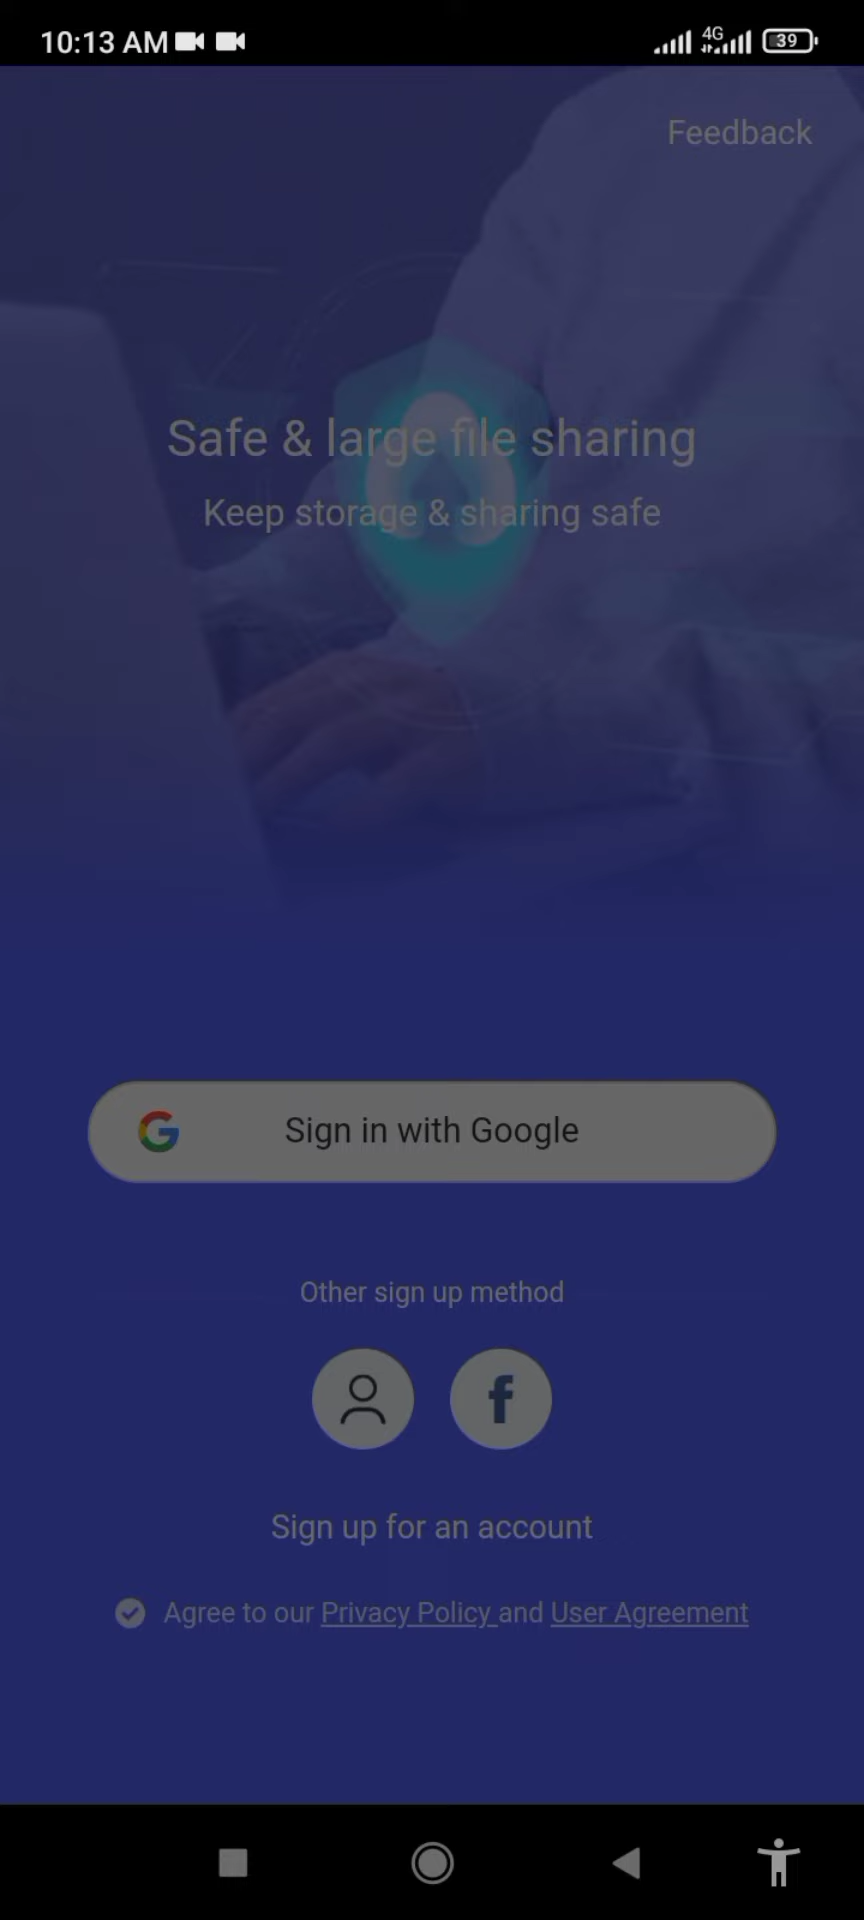 10:13 AM
4G
39
Feedback
Safe & large file sharing
Keep storage & sharing safe
Sign in with Google
Other sign up method
Sign up for an account
Agree to our Privacy Policy and User Agreement